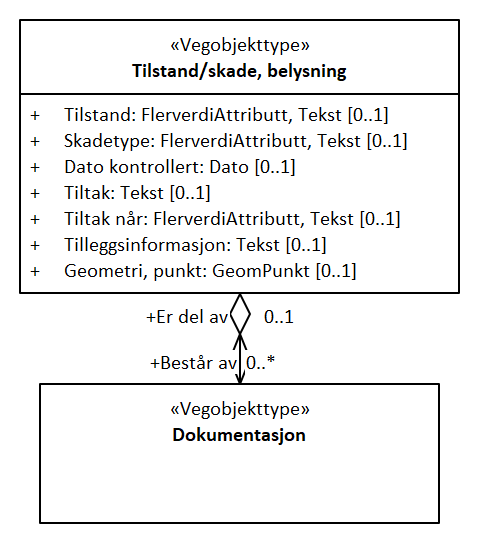 «Vegobjekttype»
Tilstand/skade, belysning
+ Tilstand: FlerverdiAttributt, Tekst [0..1]
+ Skadetype: FlerverdiAttributt, Tekst [0..1]
+ Dato kontrollert: Dato [0..1]
+ Tiltak: Tekst [0..1]
+ Tiltak når: FlerverdiAttributt, Tekst [0..1]
+ Tilleggsinformasjon: Tekst [0..1]
+ Geometri, punkt: GeomPunkt [0..1]
+Er del av 0..1
+Består av 0..*
«Vegobjekttype»
Dokumentasjon